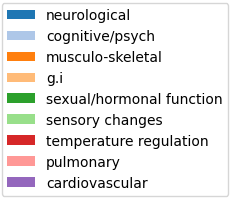 neurological
cognitive/psych
musculo-skeletal
g.i
sexual/hormonal function
sensory changes
temperature regulation
pulmonary
cardiovascular